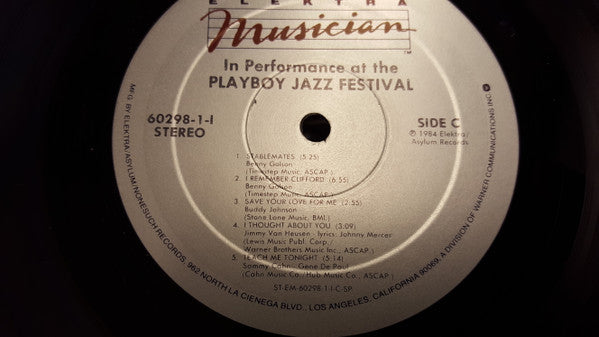 ELEKTRA
Musician
TM
In Performance at the
PLAYBOY JAZZ FESTIVAL
60298-1-I
STEREO
SIDE C
℗ 1984 Elektra/
Asylum Records
1. STABLEMATES (5:25)
Benny Golson
(Timestep Music, ASCAP)
2. I REMEMBER CLIFFORD (6:55)
Benny Golson
(Timestep Music, ASCAP)
3. SAVE YOUR LOVE FOR ME (2:55)
Buddy Johnson
(Stone Lane Music, BMI)
4. I THOUGHT ABOUT YOU (3:09)
Jimmy Van Heusen - lyrics: Johnny Mercer
(Lewis Music Publ. Corp./
Warner Brothers Music Inc., ASCAP)
5. TEACH ME TONIGHT (5:14)
Sammy Cahn - Gene De Paul
(Cahn Music Co., Hub Music Co., ASCAP)
ST-EM-60298-1-I-C-SP
MFG. BY ELEKTRA/ASYLUM/NONESUCH RECORDS, 962 NORTH LA CIENEGA BLVD., LOS ANGELES, CALIFORNIA 90069, A DIVISION OF WARNER COMMUNICATIONS INC.